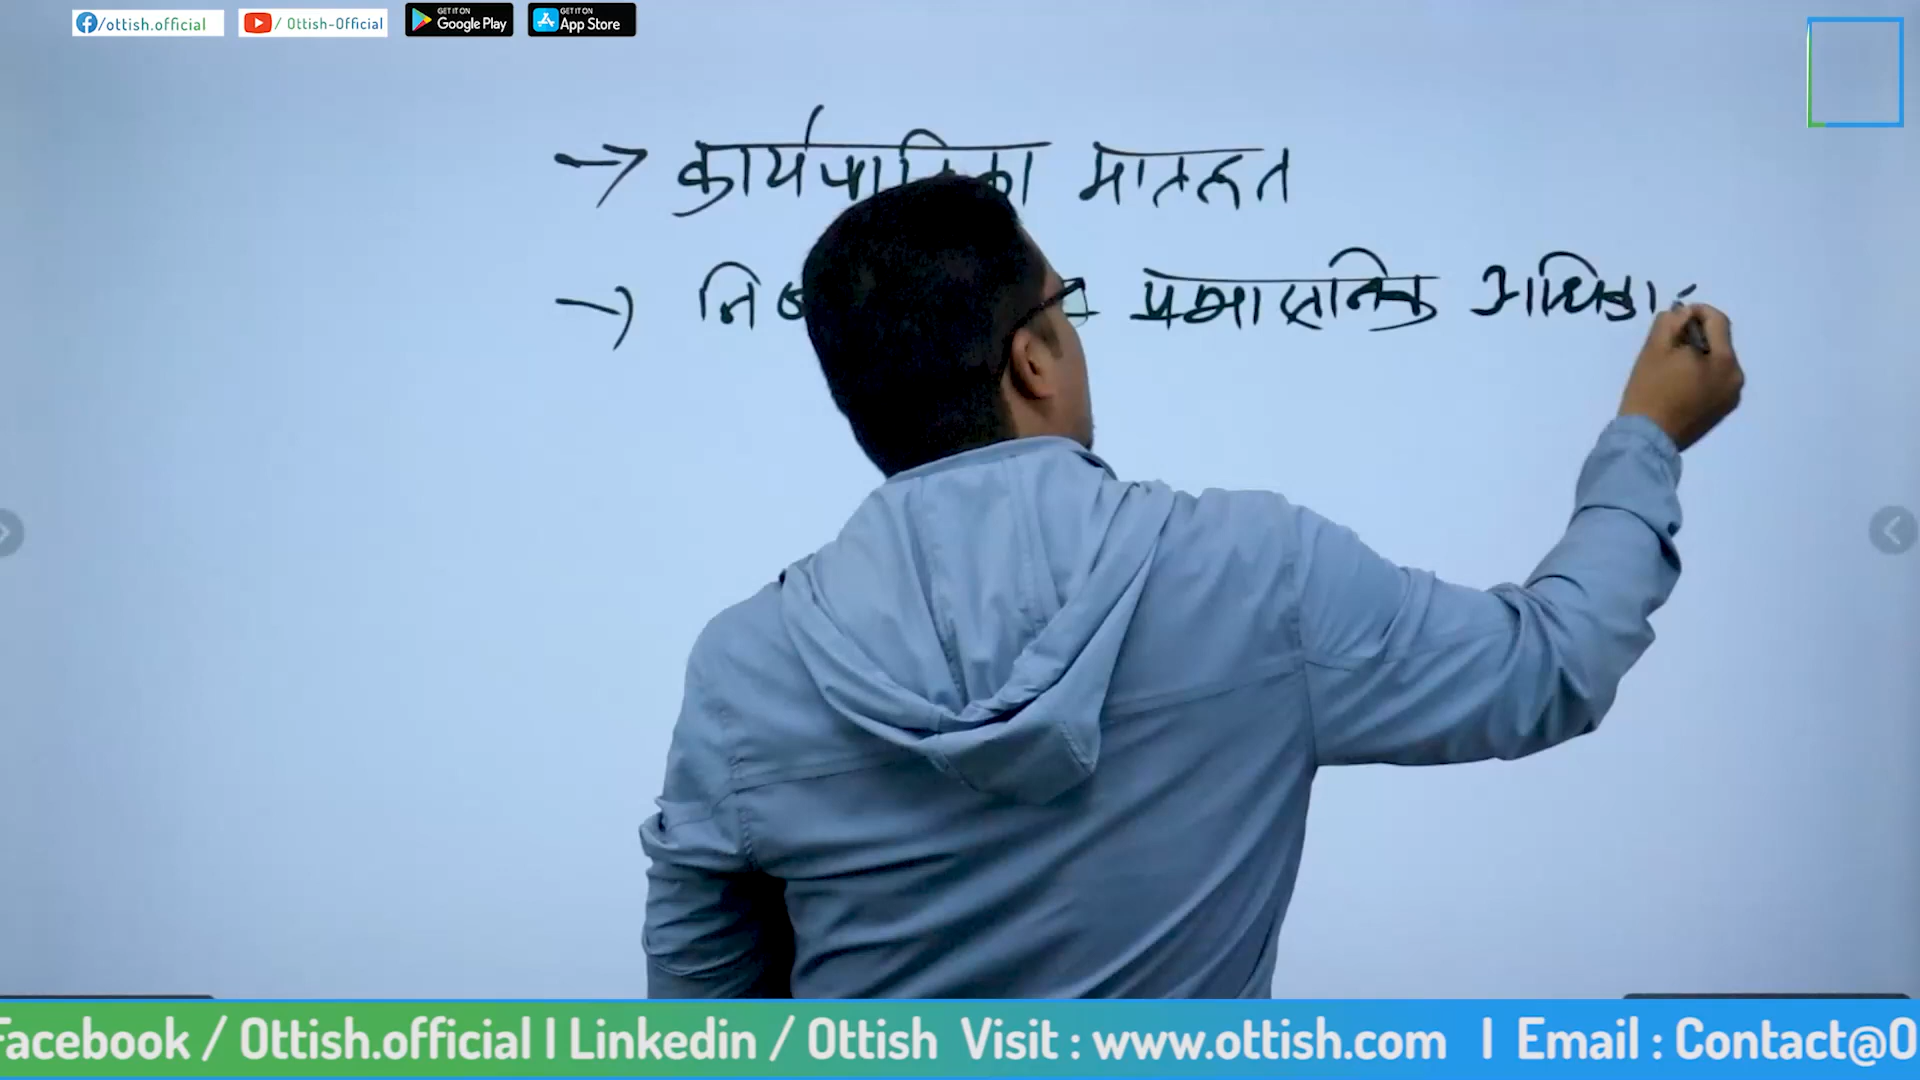 /ottish.official
/ Ottish-Official
GET IT ON
Google Play
GET IT ON
App Store
→ कार्यपालिका मातहत
→ प्रशासनिक अधिका
Facebook / Ottish.official | Linkedin / Ottish Visit : www.ottish.com | Email : Contact@O